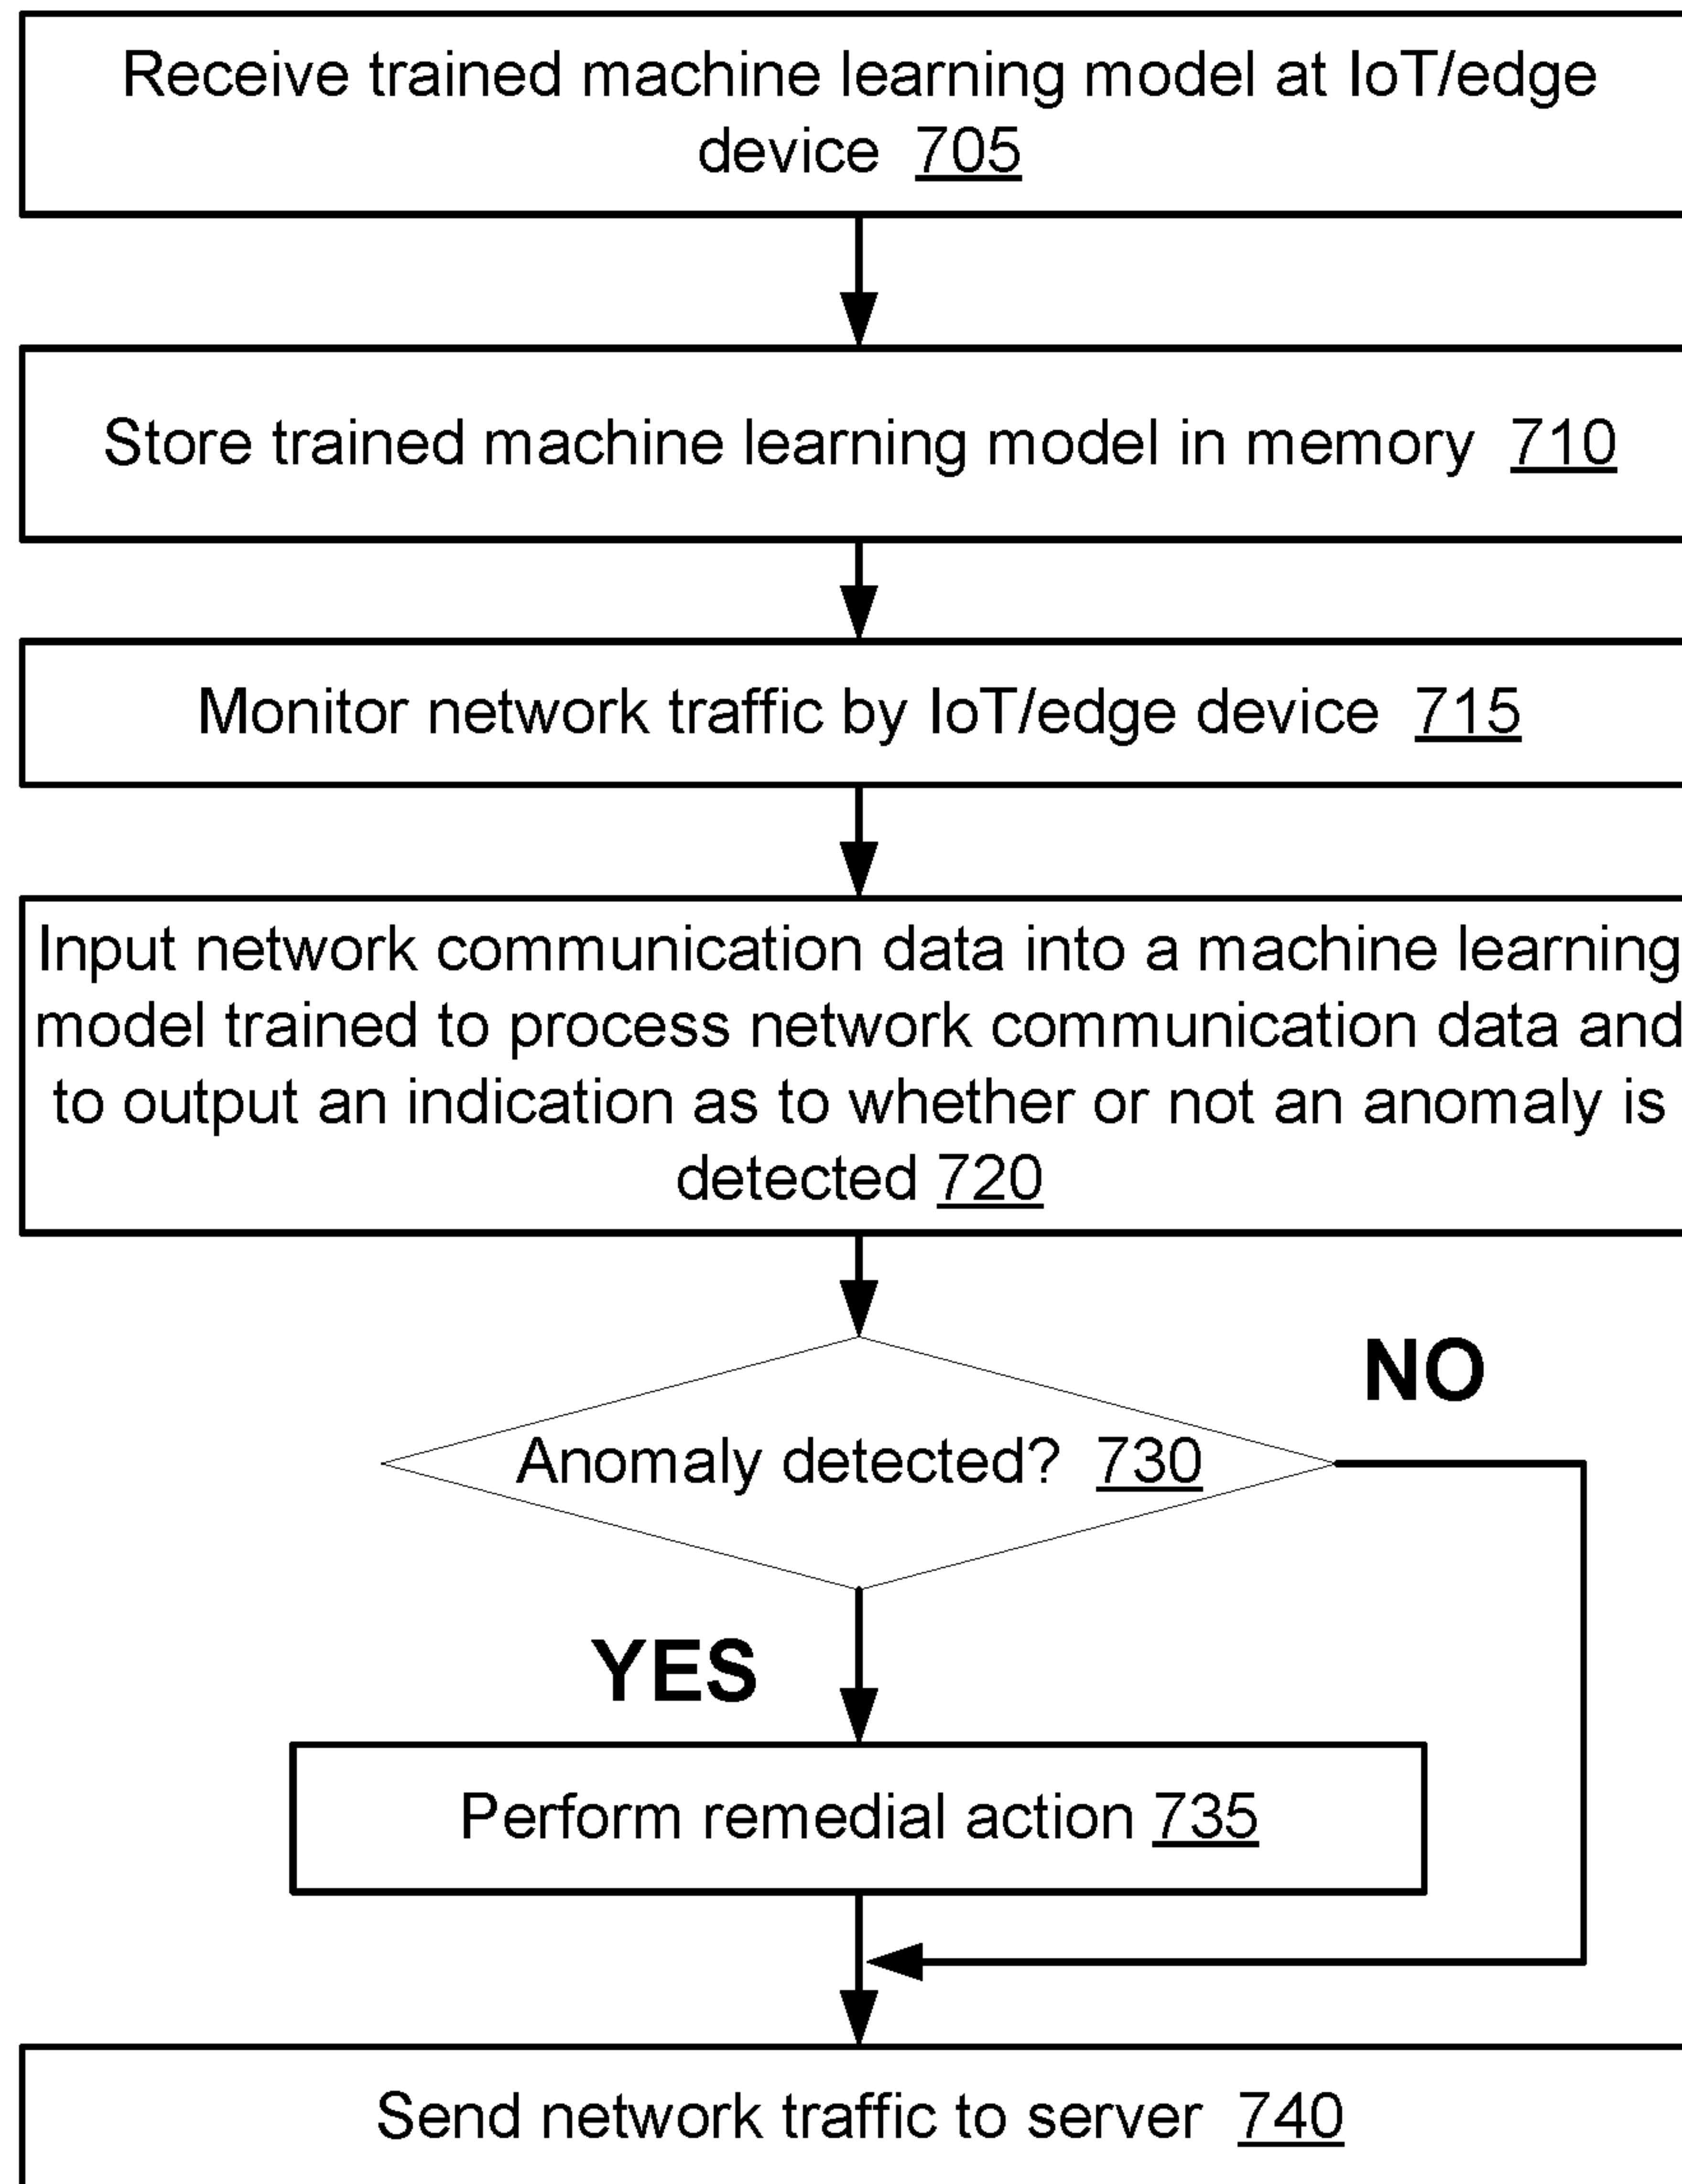 Receive trained machine learning model at IoT/edge
device 705
Store trained machine learning model in memory 710
Monitor network traffic by IoT/edge device 715
Input network communication data into a machine learning
model trained to process network communication data and
to output an indication as to whether or not an anomaly is
detected 720
NO
Anomaly detected? 730
YES
Perform remedial action 735
Send network traffic to server 740